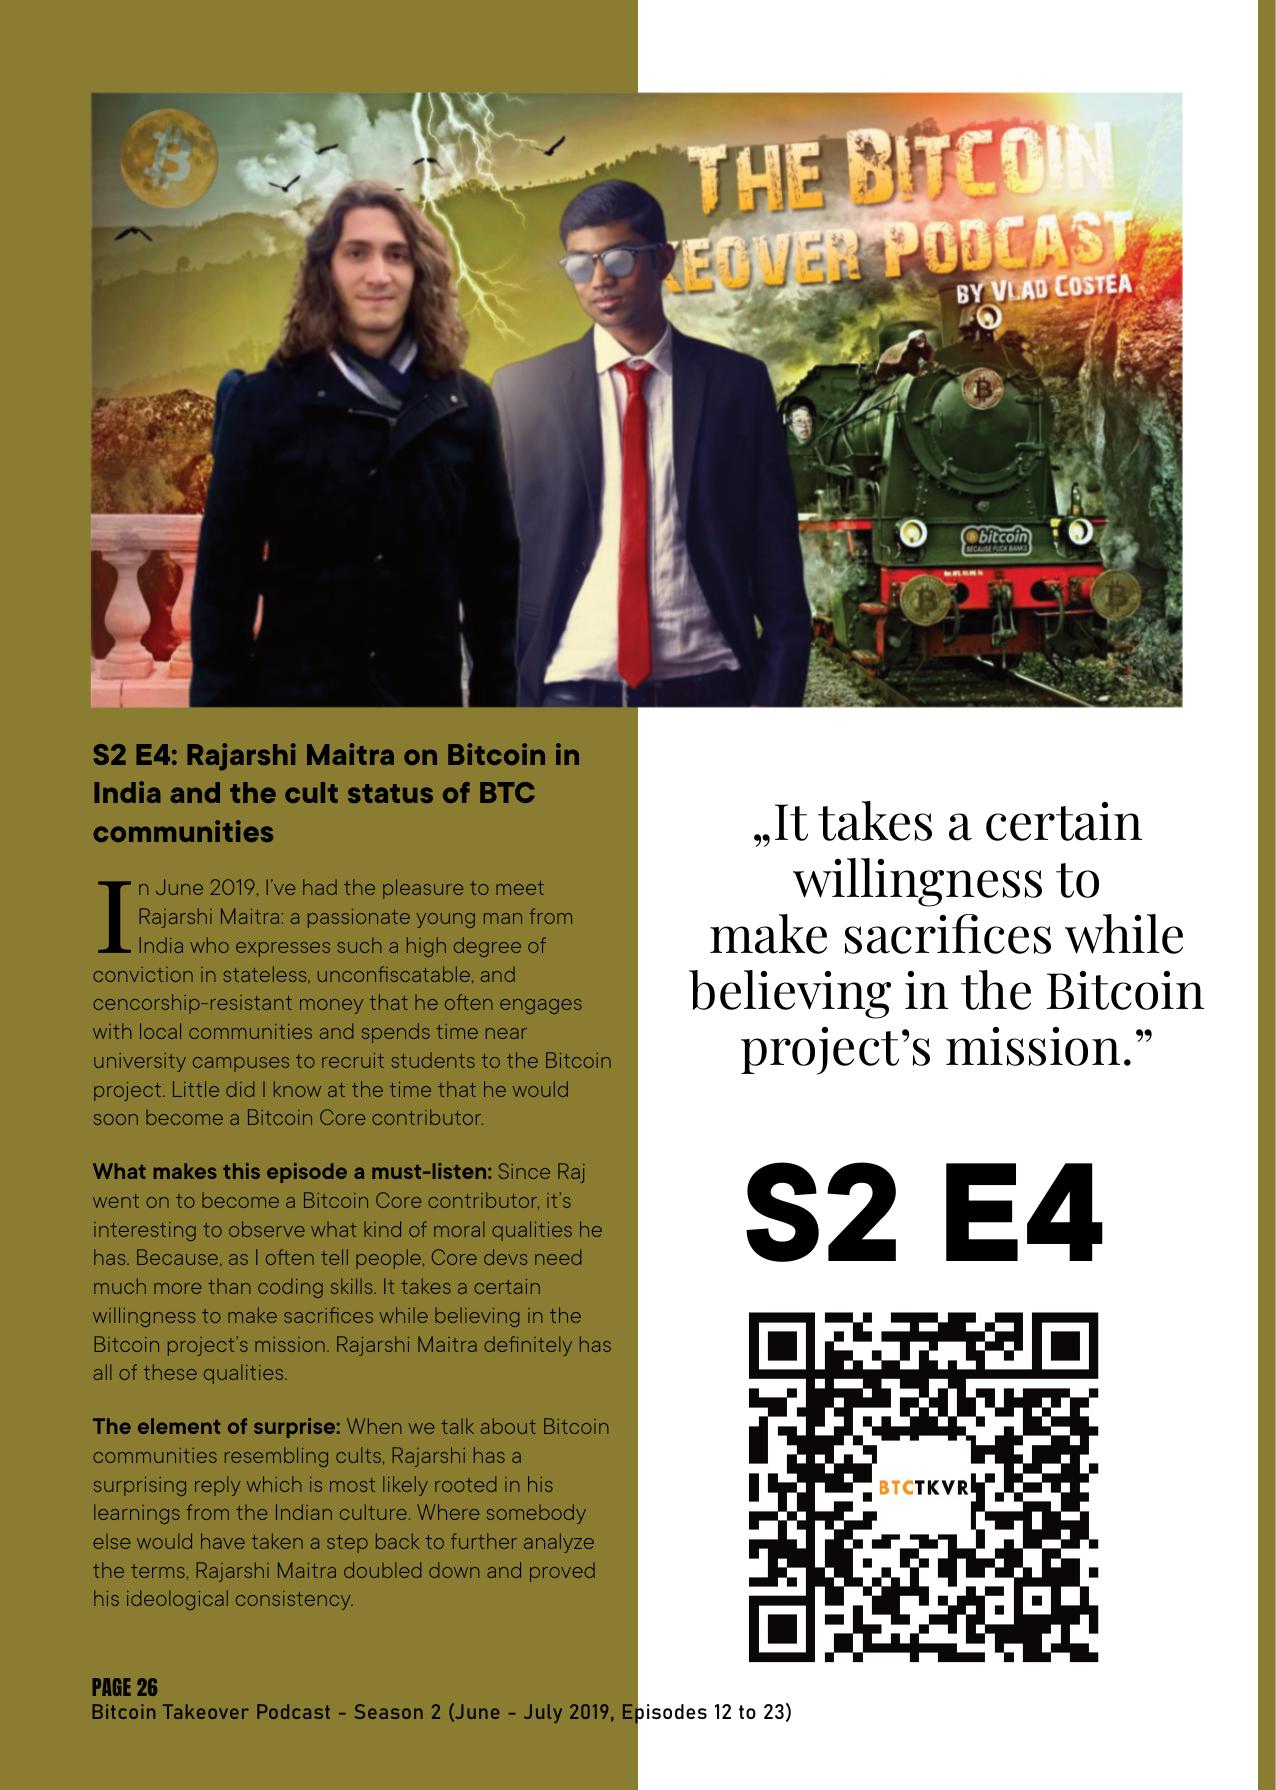 THE BITCOIN
KEOVER PODCAST
BY VLAD COSTEA
bitcoin
BECAUSE FUCK BANKS
S2 E4: Rajarshi Maitra on Bitcoin in
India and the cult status of BTC
communities
In June 2019, I've had the pleasure to meet
Rajarshi Maitra: a passionate young man from
India who expresses such a high degree of
conviction in stateless, unconfiscatable, and
cencorship-resistant money that he often engages
with local communities and spends time near
university campuses to recruit students to the Bitcoin
project. Little did I know at the time that he would
soon become a Bitcoin Core contributor.
What makes this episode a must-listen: Since Raj
went on to become a Bitcoin Core contributor, it's
interesting to observe what kind of moral qualities he
has. Because, as I often tell people, Core devs need
much more than coding skills. It takes a certain
willingness to make sacrifices while believing in the
Bitcoin project's mission. Rajarshi Maitra definitely has
all of these qualities.
The element of surprise: When we talk about Bitcoin
communities resembling cults, Rajarshi has a
surprising reply which is most likely rooted in his
learnings from the Indian culture. Where somebody
else would have taken a step back to further analyze
the terms, Rajarshi Maitra doubled down and proved
his ideological consistency.
„It takes a certain
willingness to
make sacrifices while
believing in the Bitcoin
project's mission.”
S2 E4
BTCTKVR
PAGE 26
Bitcoin Takeover Podcast - Season 2 (June - July 2019, Episodes 12 to 23)